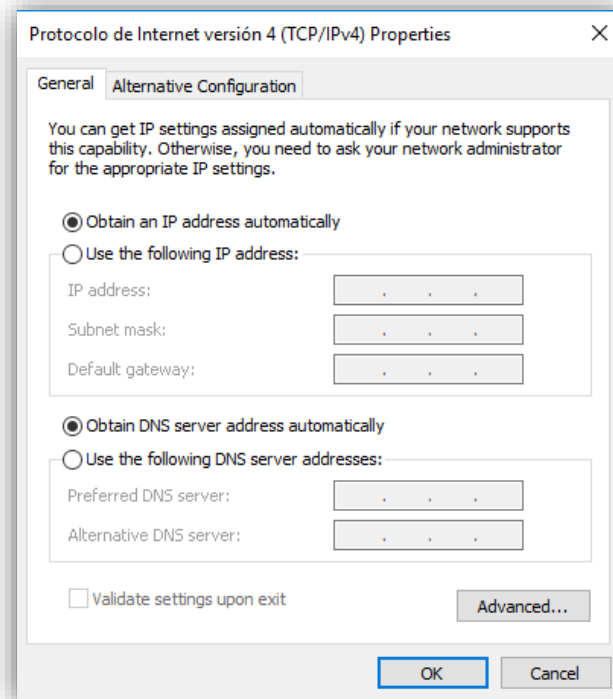 Protocolo de Internet versión 4 (TCP/IPv4) Properties
General
Alternative Configuration
You can get IP settings assigned automatically if your network supports
this capability. Otherwise, you need to ask your network administrator
for the appropriate IP settings.
Obtain an IP address automatically
Use the following IP address:
IP address:
Subnet mask:
Default gateway:
Obtain DNS server address automatically
Use the following DNS server addresses:
Preferred DNS server:
Alternative DNS server:
Validate settings upon exit
Advanced...
OK
Cancel